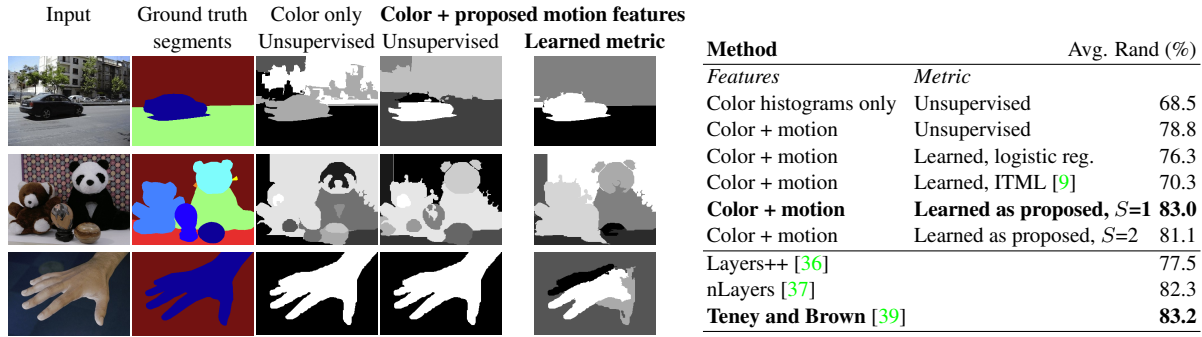 Input Ground truth segments Color only Unsupervised Color + proposed motion features Unsupervised Learned metric
Method Avg. Rand (%)
Features Metric
Color histograms only Unsupervised 68.5
Color + motion Unsupervised 78.8
Color + motion Learned, logistic reg. 76.3
Color + motion Learned, ITML [9] 70.3
Color + motion Learned as proposed, S=1 83.0
Color + motion Learned as proposed, S=2 81.1
Layers++ [36] 77.5
nLayers [37] 82.3
Teney and Brown [39] 83.2